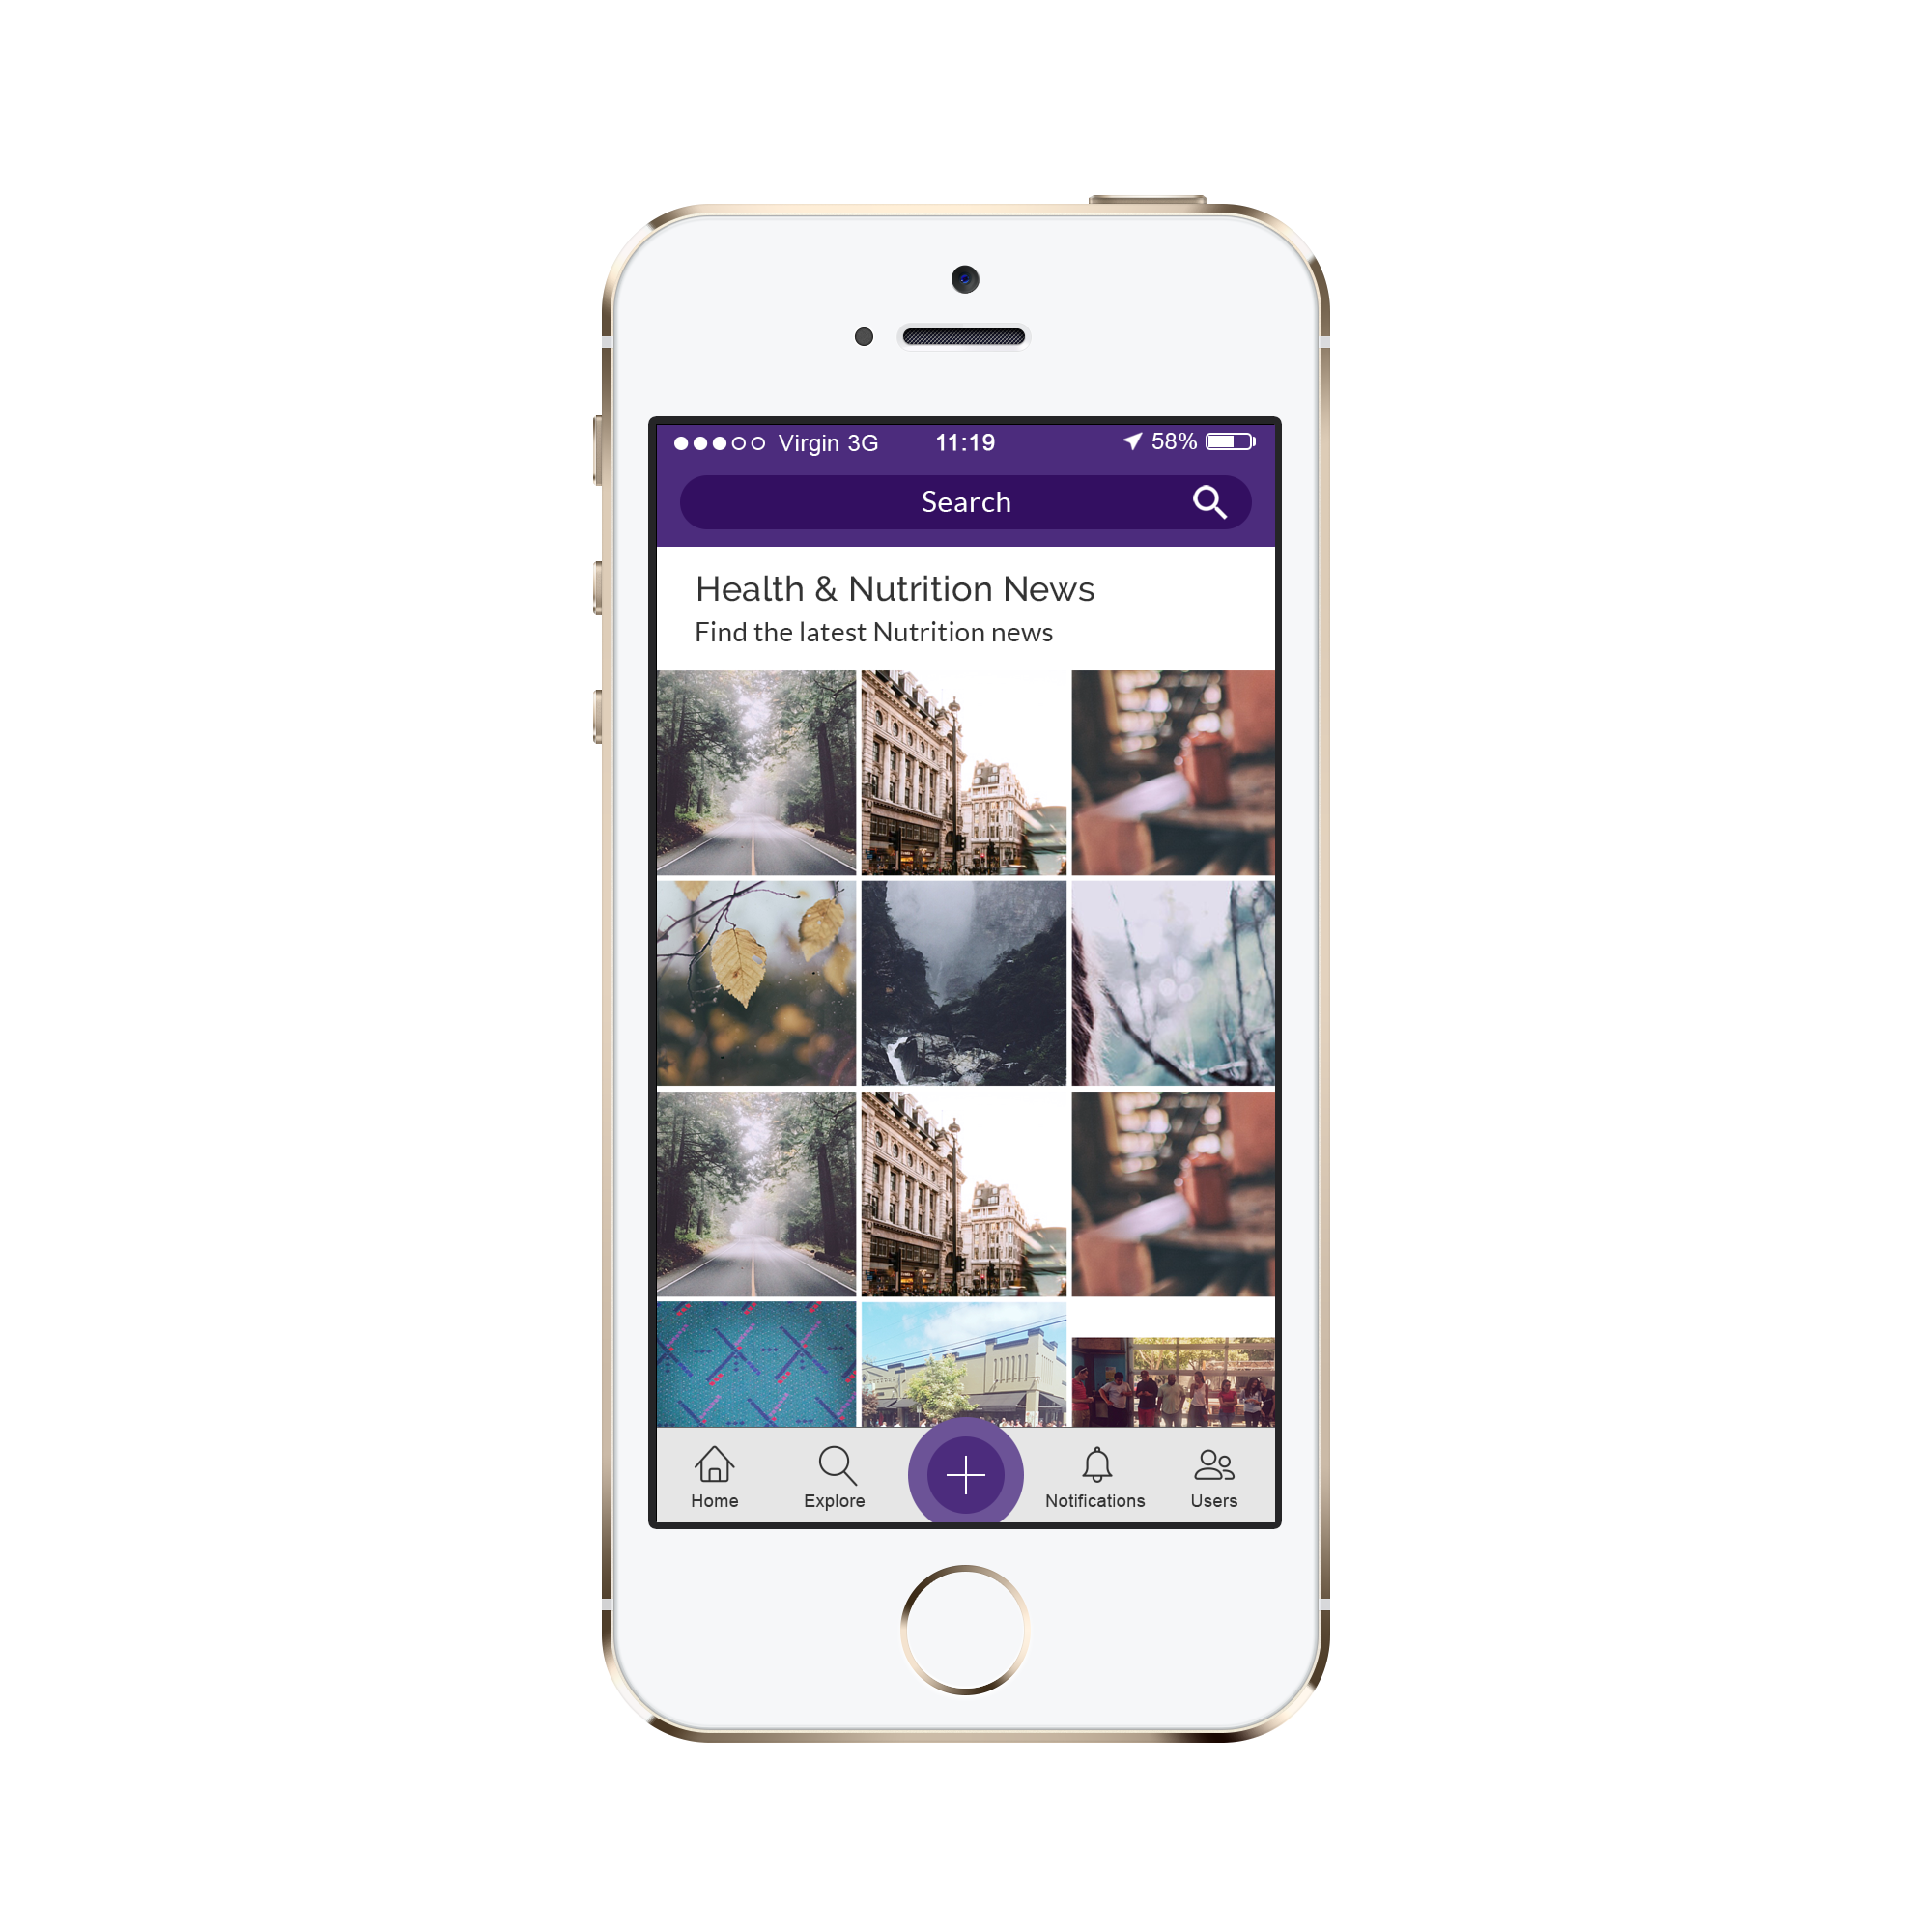 Virgin 3G 11:19 58%
Search
Health & Nutrition News
Find the latest Nutrition news
Home Explore Notifications Users